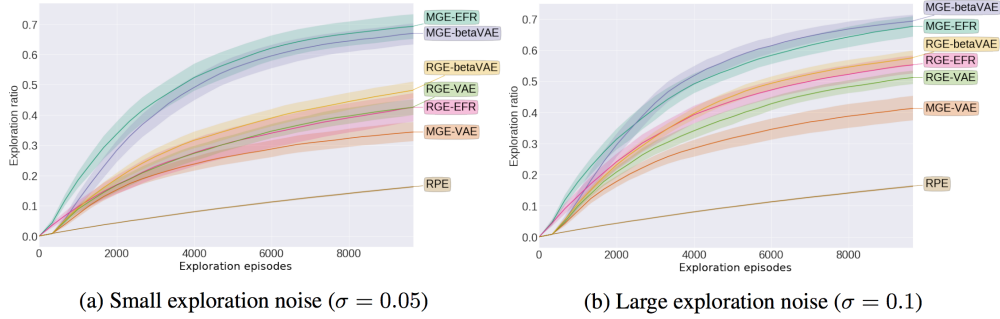 0.7
0.6
0.5
0.4
0.3
0.2
0.1
0.0
Exploration ratio
0
2000
4000
6000
8000
Exploration episodes
MGE-EFR
MGE-betaVAE
RGE-betaVAE
RGE-VAE
RGE-EFR
MGE-VAE
RPE
(a) Small exploration noise (σ = 0.05)
0.7
0.6
0.5
0.4
0.3
0.2
0.1
0.0
Exploration ratio
0
2000
4000
6000
8000
Exploration episodes
MGE-betaVAE
MGE-EFR
RGE-betaVAE
RGE-EFR
RGE-VAE
MGE-VAE
RPE
(b) Large exploration noise (σ = 0.1)